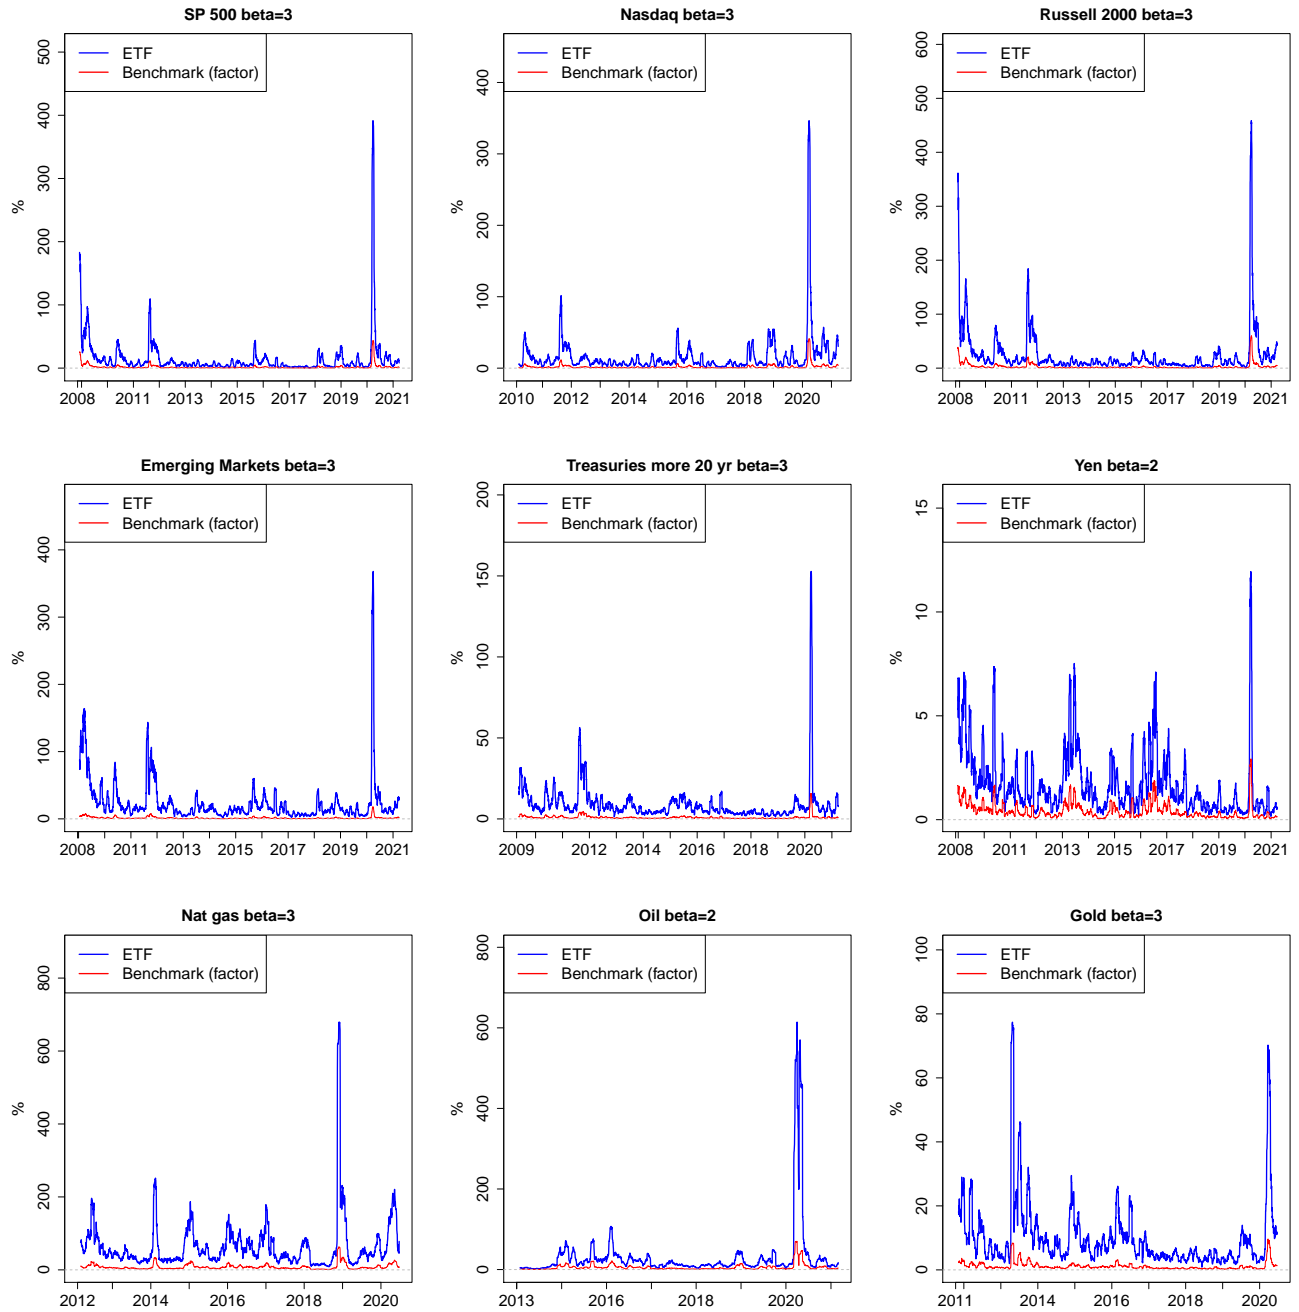 SP 500 beta=3
ETF
Benchmark (factor)
%
0 100 200 300 400 500
2008 2011 2013 2015 2017 2019 2021
Nasdaq beta=3
ETF
Benchmark (factor)
%
0 100 200 300 400
2010 2012 2014 2016 2018 2020
Russell 2000 beta=3
ETF
Benchmark (factor)
%
0 100 200 300 400 500 600
2008 2011 2013 2015 2017 2019 2021
Emerging Markets beta=3
ETF
Benchmark (factor)
%
0 100 200 300 400
2008 2011 2013 2015 2017 2019 2021
Treasuries more 20 yr beta=3
ETF
Benchmark (factor)
%
0 50 100 150 200
2009 2012 2014 2016 2018 2020
Yen beta=2
ETF
Benchmark (factor)
%
0 5 10 15
2008 2011 2013 2015 2017 2019 2021
Nat gas beta=3
ETF
Benchmark (factor)
%
0 200 400 600 800
2012 2014 2016 2018 2020
Oil beta=2
ETF
Benchmark (factor)
%
0 200 400 600 800
2013 2015 2016 2018 2020
Gold beta=3
ETF
Benchmark (factor)
%
0 20 40 60 80 100
2011 2013 2015 2017 2018 2020